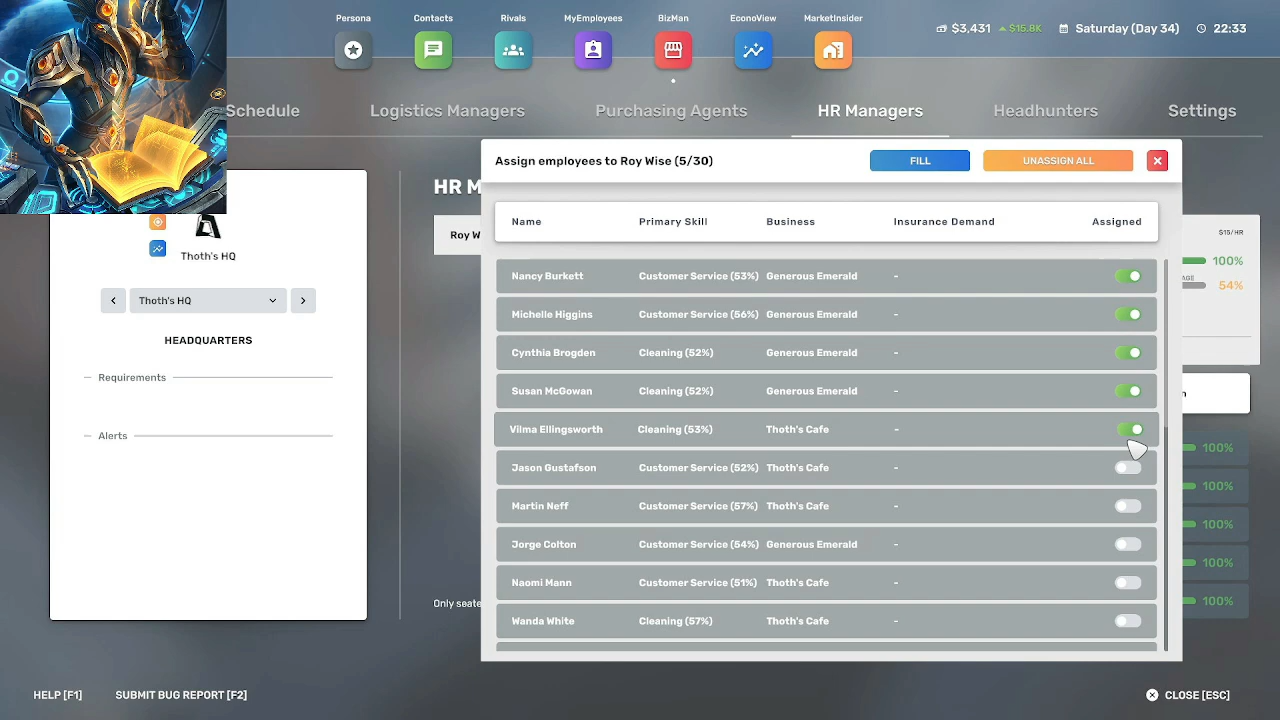 Persona Contacts Rivals MyEmployees BizMan EconoView MarketInsider
$3,431 $15.8K Saturday (Day 34) 22:33
Schedule Logistics Managers Purchasing Agents HR Managers Headhunters Settings
Assign employees to Roy Wise (5/30) FILL UNASSIGN ALL
HR M
Name Primary Skill Business Insurance Demand Assigned
Roy W
$15/HR
Thoth's HQ
100%
Nancy Burkett Customer Service (53%) Generous Emerald -
AGE
54%
Thoth's HQ
Michelle Higgins Customer Service (56%) Generous Emerald -
HEADQUARTERS
Cynthia Brogden Cleaning (52%) Generous Emerald -
Requirements
Susan McGowan Cleaning (52%) Generous Emerald -
n
Vilma Ellingsworth Cleaning (53%) Thoth's Cafe -
Alerts
100%
Jason Gustafson Customer Service (52%) Thoth's Cafe -
100%
Martin Neff Customer Service (57%) Thoth's Cafe -
100%
Jorge Colton Customer Service (54%) Generous Emerald -
100%
Naomi Mann Customer Service (51%) Thoth's Cafe -
Only seate
100%
Wanda White Cleaning (57%) Thoth's Cafe -
HELP [F1] SUBMIT BUG REPORT [F2] CLOSE [ESC]